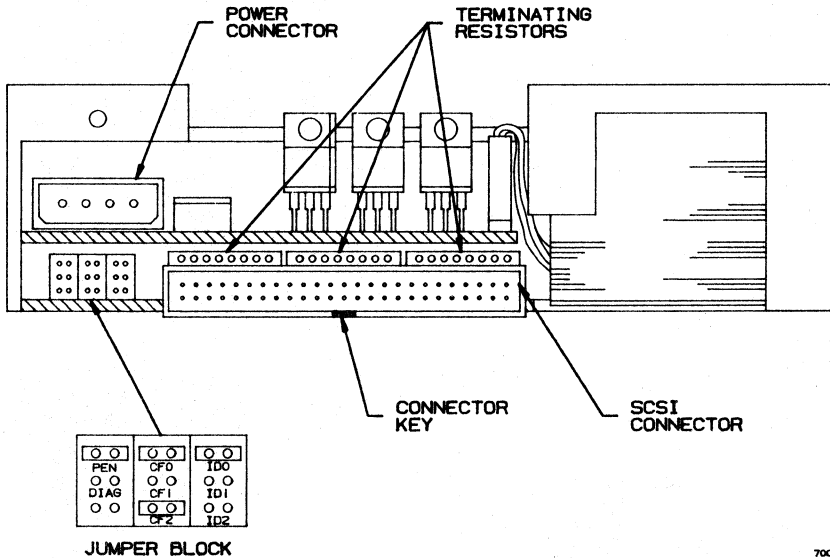 POWER
CONNECTOR
TERMINATING
RESISTORS
CONNECTOR
KEY
SCSI
CONNECTOR
PEN
DIAG
CF0
CF1
CF2
ID0
ID1
ID2
JUMPER BLOCK